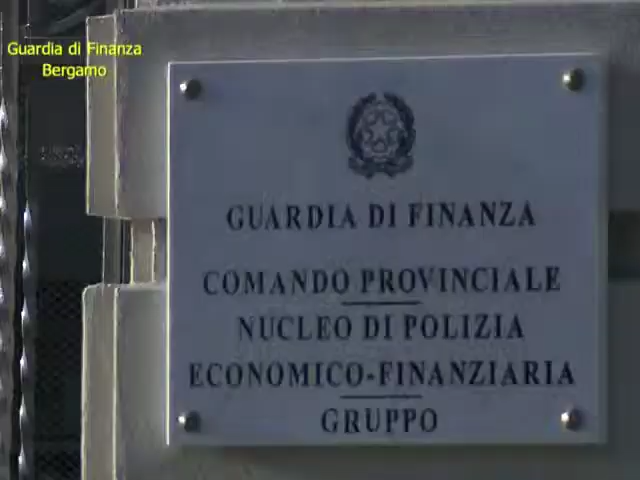 Guardia di Finanza
Bergamo
GUARDIA DI FINANZA
COMANDO PROVINCIALE
NUCLEO DI POLIZIA
ECONOMICO-FINANZIARIA
GRUPPO